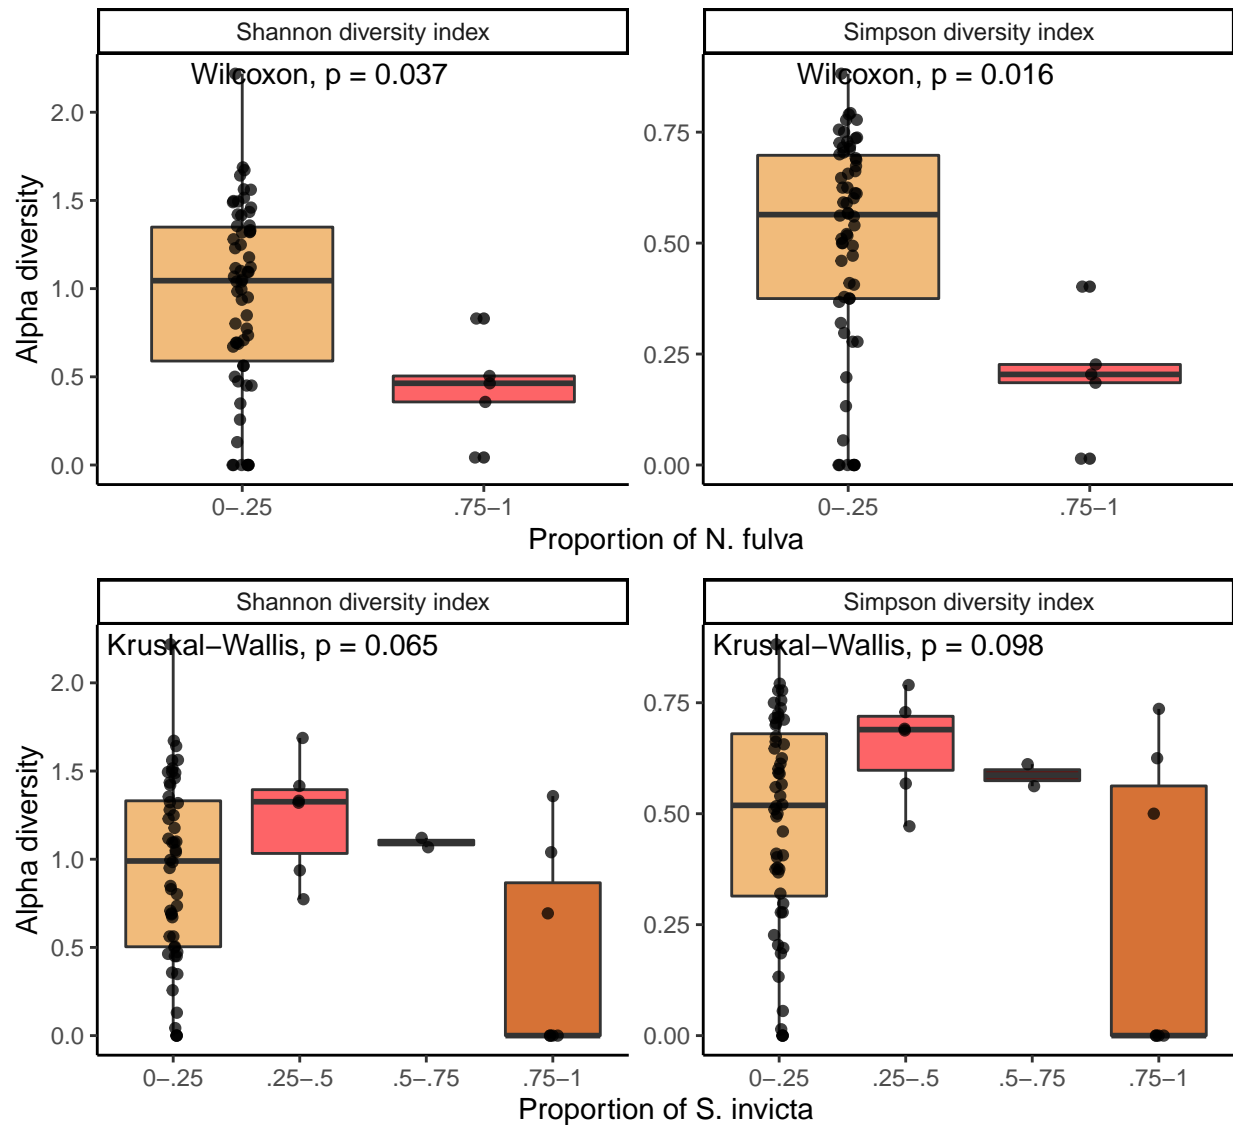 Shannon diversity index
Simpson diversity index
Wilcoxon, p = 0.037
Wilcoxon, p = 0.016
Alpha diversity
2.0
1.5
1.0
0.5
0.0
0.75
0.50
0.25
0.00
0−.25
.75−1
0−.25
.75−1
Proportion of N. fulva
Shannon diversity index
Simpson diversity index
Kruskal−Wallis, p = 0.065
Kruskal−Wallis, p = 0.098
Alpha diversity
2.0
1.5
1.0
0.5
0.0
0.75
0.50
0.25
0.00
0−.25
.25−.5
.5−.75
.75−1
0−.25
.25−.5
.5−.75
.75−1
Proportion of S. invicta